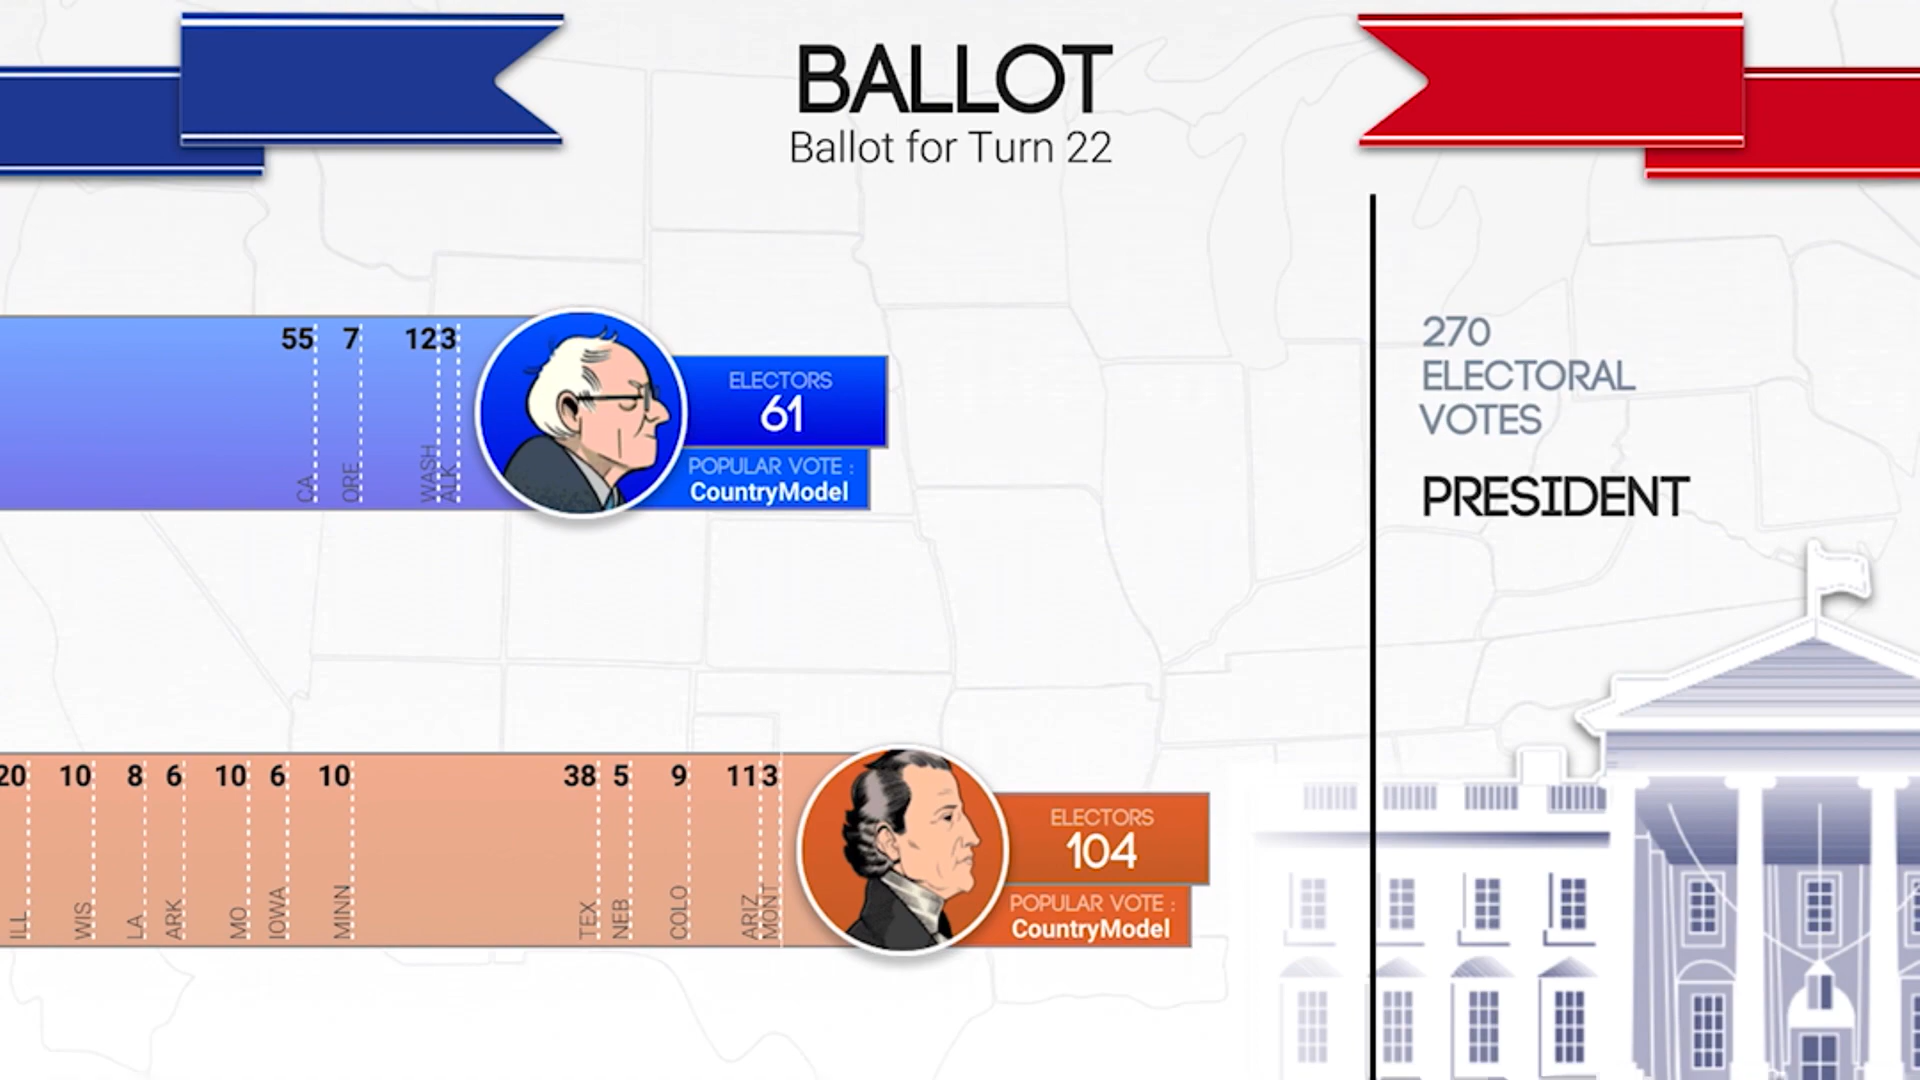 BALLOT
Ballot for Turn 22
270
ELECTORAL
VOTES
PRESIDENT
55 7 12 3
CA ORE WASH ALK
ELECTORS
61
POPULAR VOTE :
CountryModel
20 10 8 6 10 6 10 38 5 9 11 3
ILL WIS LA ARK MO IOWA MINN TEX NEB COLO ARIZ MONT
ELECTORS
104
POPULAR VOTE :
CountryModel